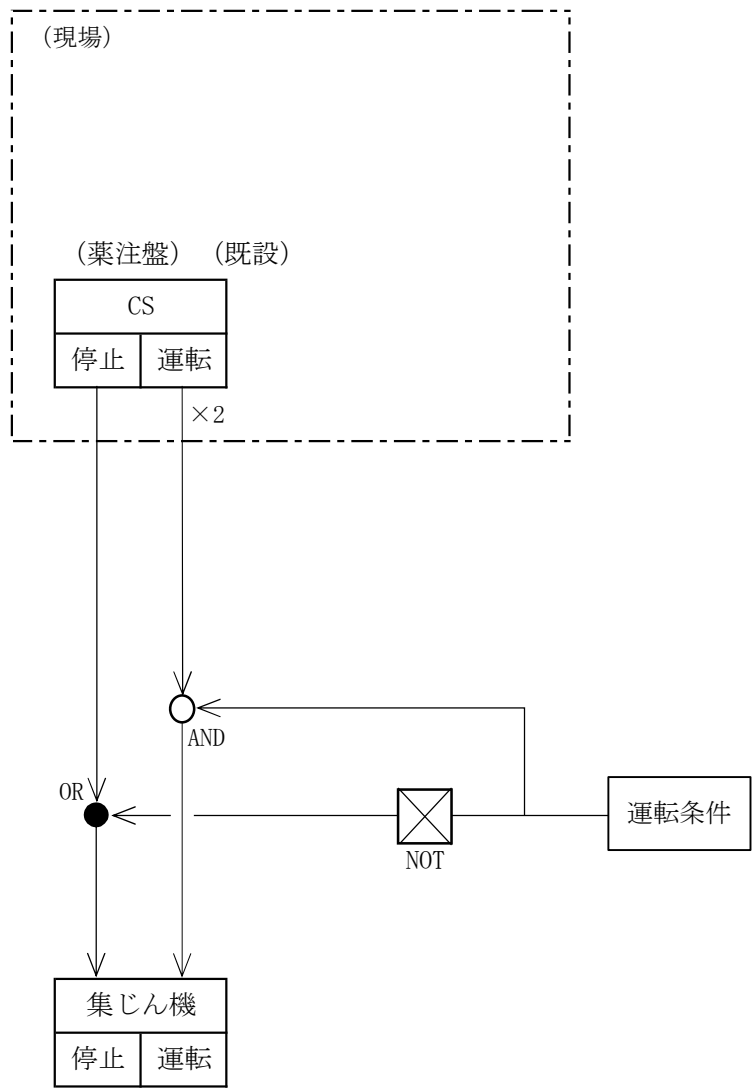 (現場)
(薬注盤) (既設)
CS
停止 運転
×2
AND
OR
運転条件
NOT
集じん機
停止 運転